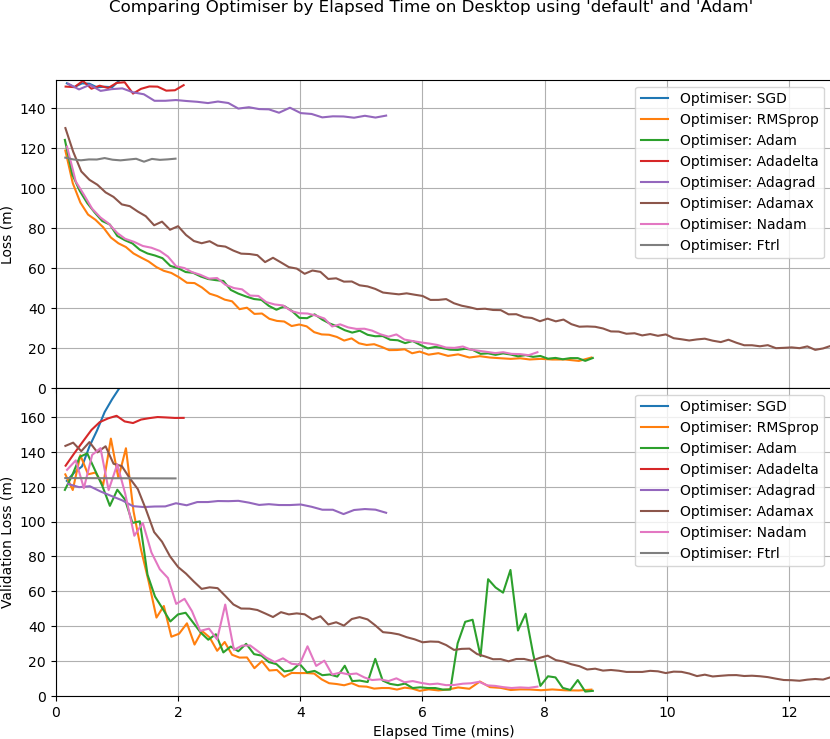 Comparing Optimiser by Elapsed Time on Desktop using 'default' and 'Adam'
Loss (m)
140
120
100
80
60
40
20
0
Optimiser: SGD
Optimiser: RMSprop
Optimiser: Adam
Optimiser: Adadelta
Optimiser: Adagrad
Optimiser: Adamax
Optimiser: Nadam
Optimiser: Ftrl
Validation Loss (m)
160
140
120
100
80
60
40
20
0
Optimiser: SGD
Optimiser: RMSprop
Optimiser: Adam
Optimiser: Adadelta
Optimiser: Adagrad
Optimiser: Adamax
Optimiser: Nadam
Optimiser: Ftrl
0 2 4 6 8 10 12
Elapsed Time (mins)